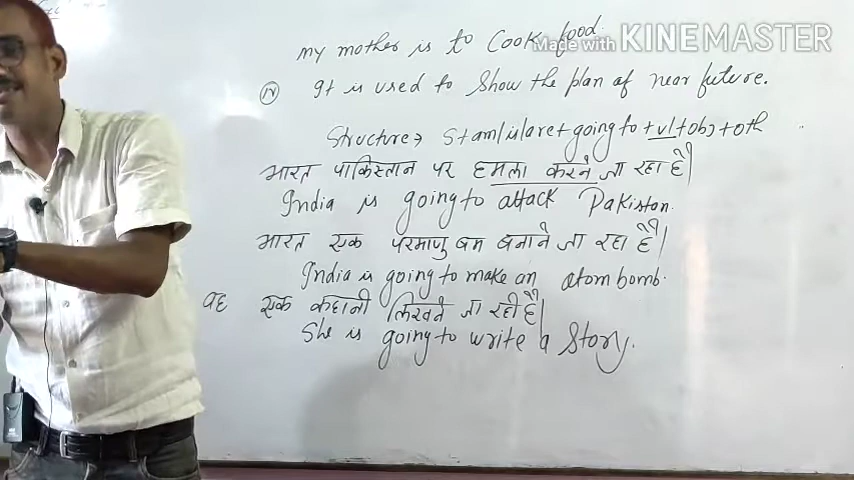 my mother is to Cook food.
Made with KINEMASTER
(IV) It is used to Show the plan of near future.
Structure → S+am/is/are+going to+v1+obj+oth
भारत पाकिस्तान पर हमला करने जा रहा है|
India is going to attack Pakistan.
भारत एक परमाणु बम बनाने जा रहा है|
India is going to make an atom bomb.
वह एक कहानी लिखने जा रही है|
She is going to write a Story.